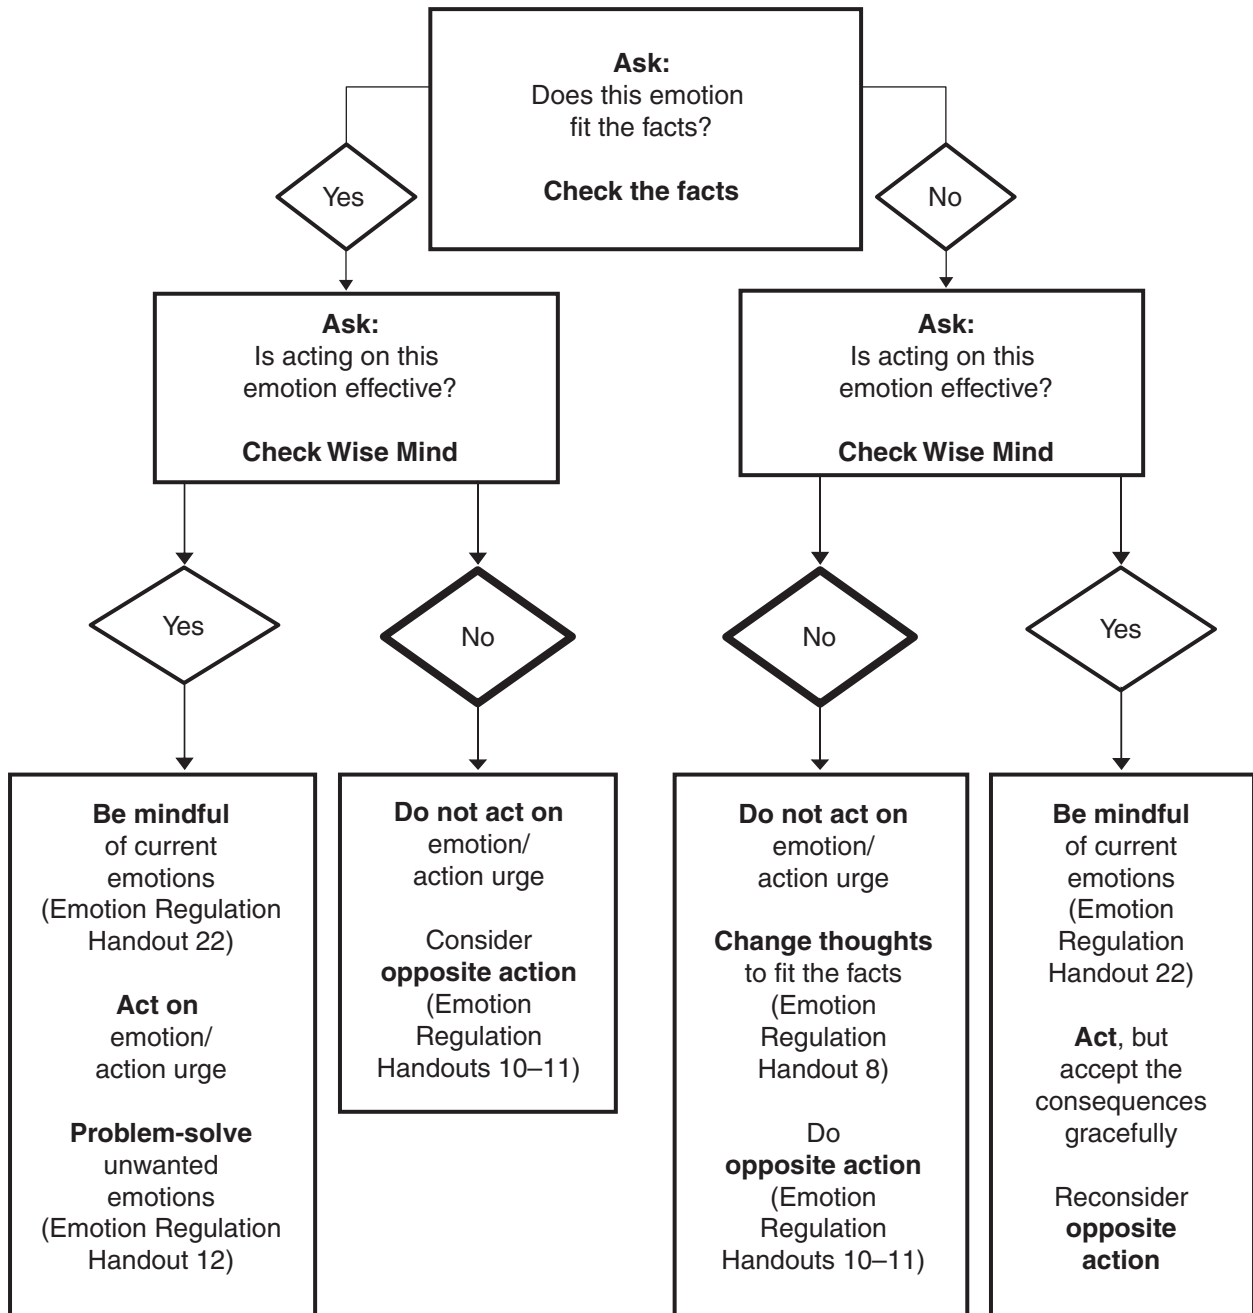 Ask:
Does this emotion
fit the facts?
Check the facts
Yes
No
Ask:
Is acting on this
emotion effective?
Check Wise Mind
Ask:
Is acting on this
emotion effective?
Check Wise Mind
Yes
No
No
Yes
Be mindful
of current
emotions
(Emotion Regulation
Handout 22)
Act on
emotion/
action urge
Problem-solve
unwanted
emotions
(Emotion Regulation
Handout 12)
Do not act on
emotion/
action urge
Consider
opposite action
(Emotion
Regulation
Handouts 10–11)
Do not act on
emotion/
action urge
Change thoughts
to fit the facts
(Emotion
Regulation
Handout 8)
Do
opposite action
(Emotion
Regulation
Handouts 10–11)
Be mindful
of current
emotions
(Emotion
Regulation
Handout 22)
Act, but
accept the
consequences
gracefully
Reconsider
opposite
action